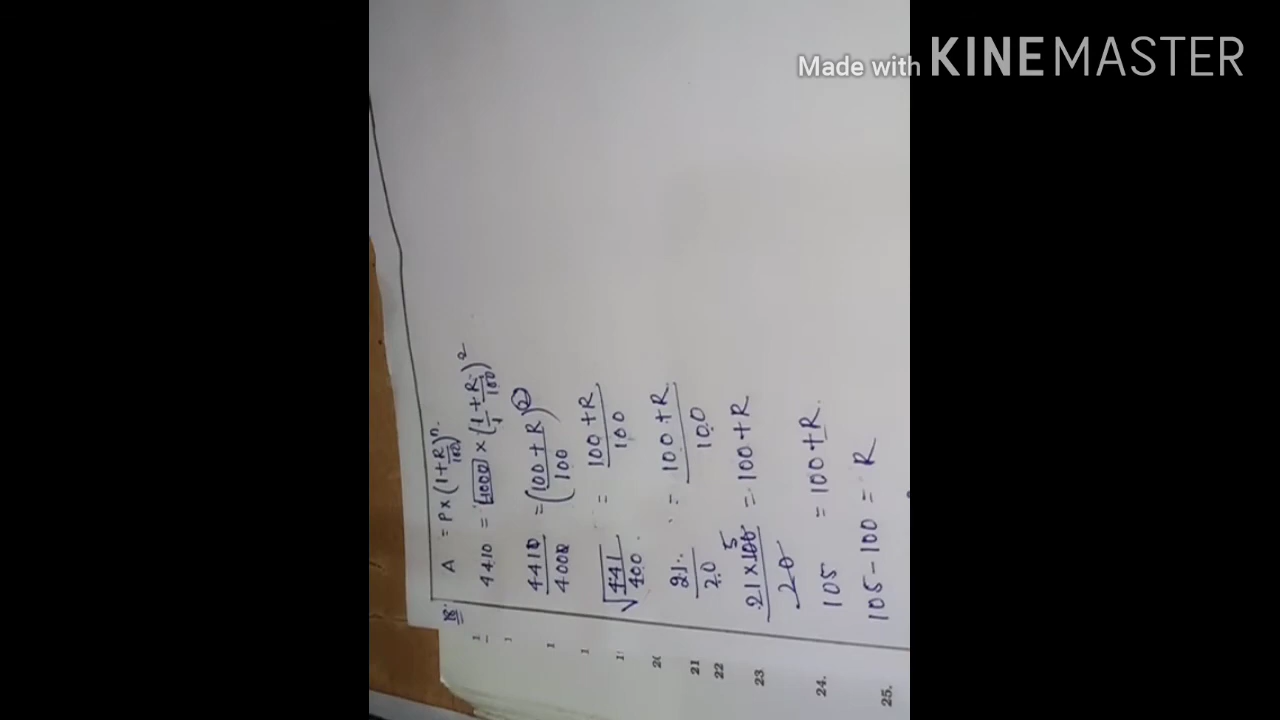 Made with KINEMASTER
18.
A = P x (1 + R/100)^n.
4410 = 4000 x (1/1 + R/100)^2
4410/4000 = (100 + R/100)^2
√441/400 = 100 + R/100
21/20 = 100 + R/100
21 x 100 5/20 = 100 + R
105 = 100 + R.
105 - 100 = R
21
22
23
24.
25.